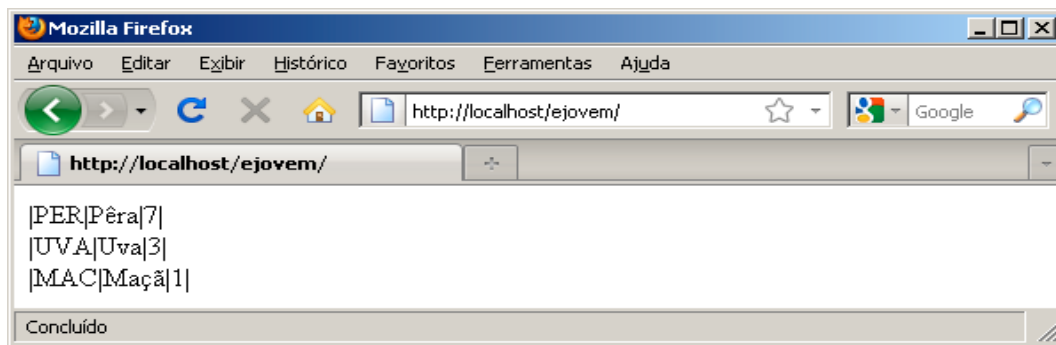 Mozilla Firefox
Arquivo Editar Exibir Histórico Favoritos Ferramentas Ajuda
http://localhost/ejovem/ Google
http://localhost/ejovem/
|PER|Pêra|7|
|UVA|Uva|3|
|MAC|Maçã|1|
Concluído